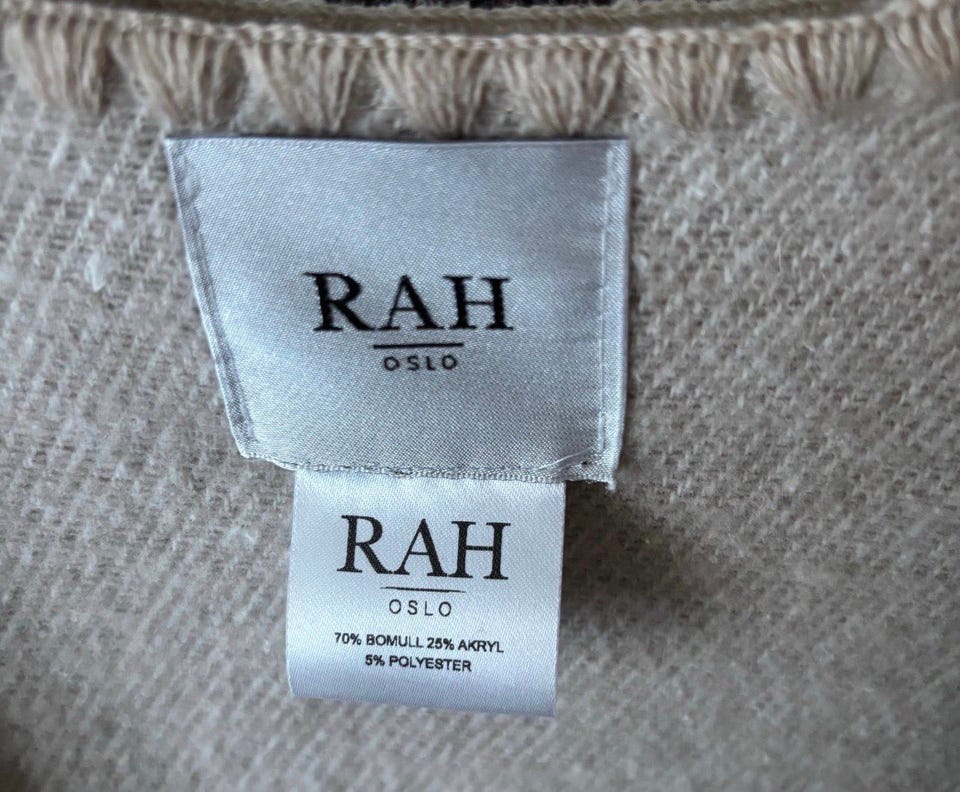 RAH
OSLO
RAH
OSLO
70% BOMULL 25% AKRYL
5% POLYESTER